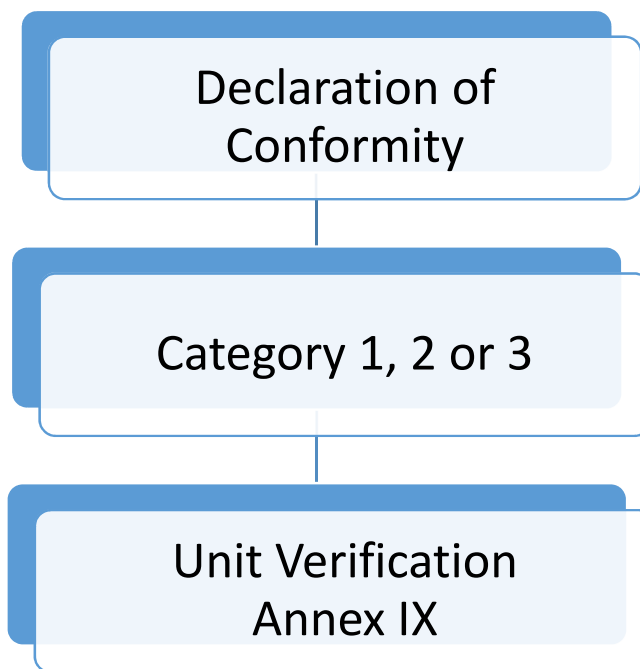 Declaration of
Conformity
Category 1, 2 or 3
Unit Verification
Annex IX